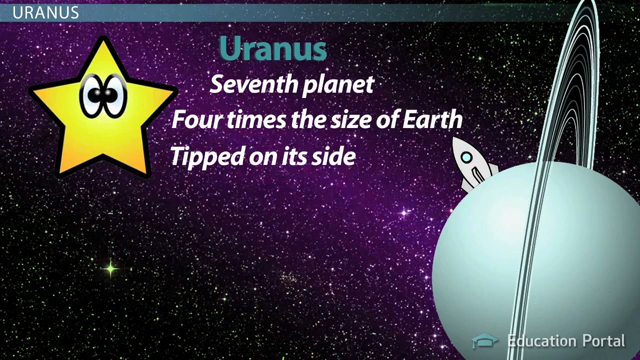 URANUS
Uranus
Seventh planet
Four times the size of Earth
Tipped on its side
Education Portal